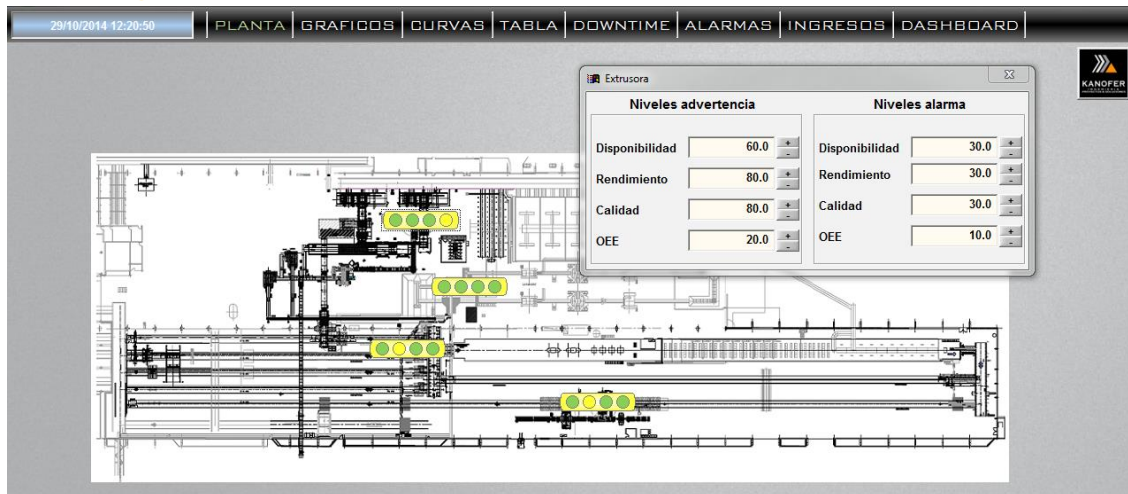 29/10/2014 12:20:50
PLANTA GRAFICOS CURVAS TABLA DOWNTIME ALARMAS INGRESOS DASHBOARD
KANOFER
Extrusora
Niveles advertencia
Disponibilidad 60.0
Rendimiento 80.0
Calidad 80.0
OEE 20.0
Niveles alarma
Disponibilidad 30.0
Rendimiento 30.0
Calidad 30.0
OEE 10.0